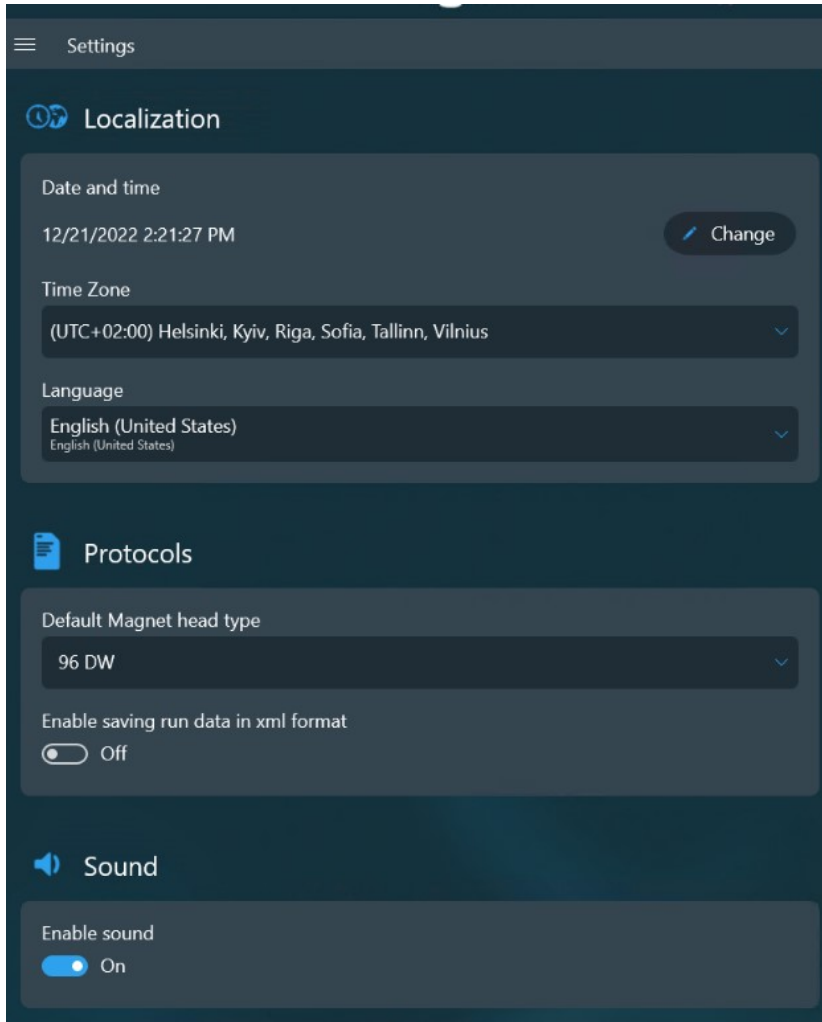 Settings
Localization
Date and time
12/21/2022 2:21:27 PM
Change
Time Zone
(UTC+02:00) Helsinki, Kyiv, Riga, Sofia, Tallinn, Vilnius
Language
English (United States)
English (United States)
Protocols
Default Magnet head type
96 DW
Enable saving run data in xml format
Off
Sound
Enable sound
On